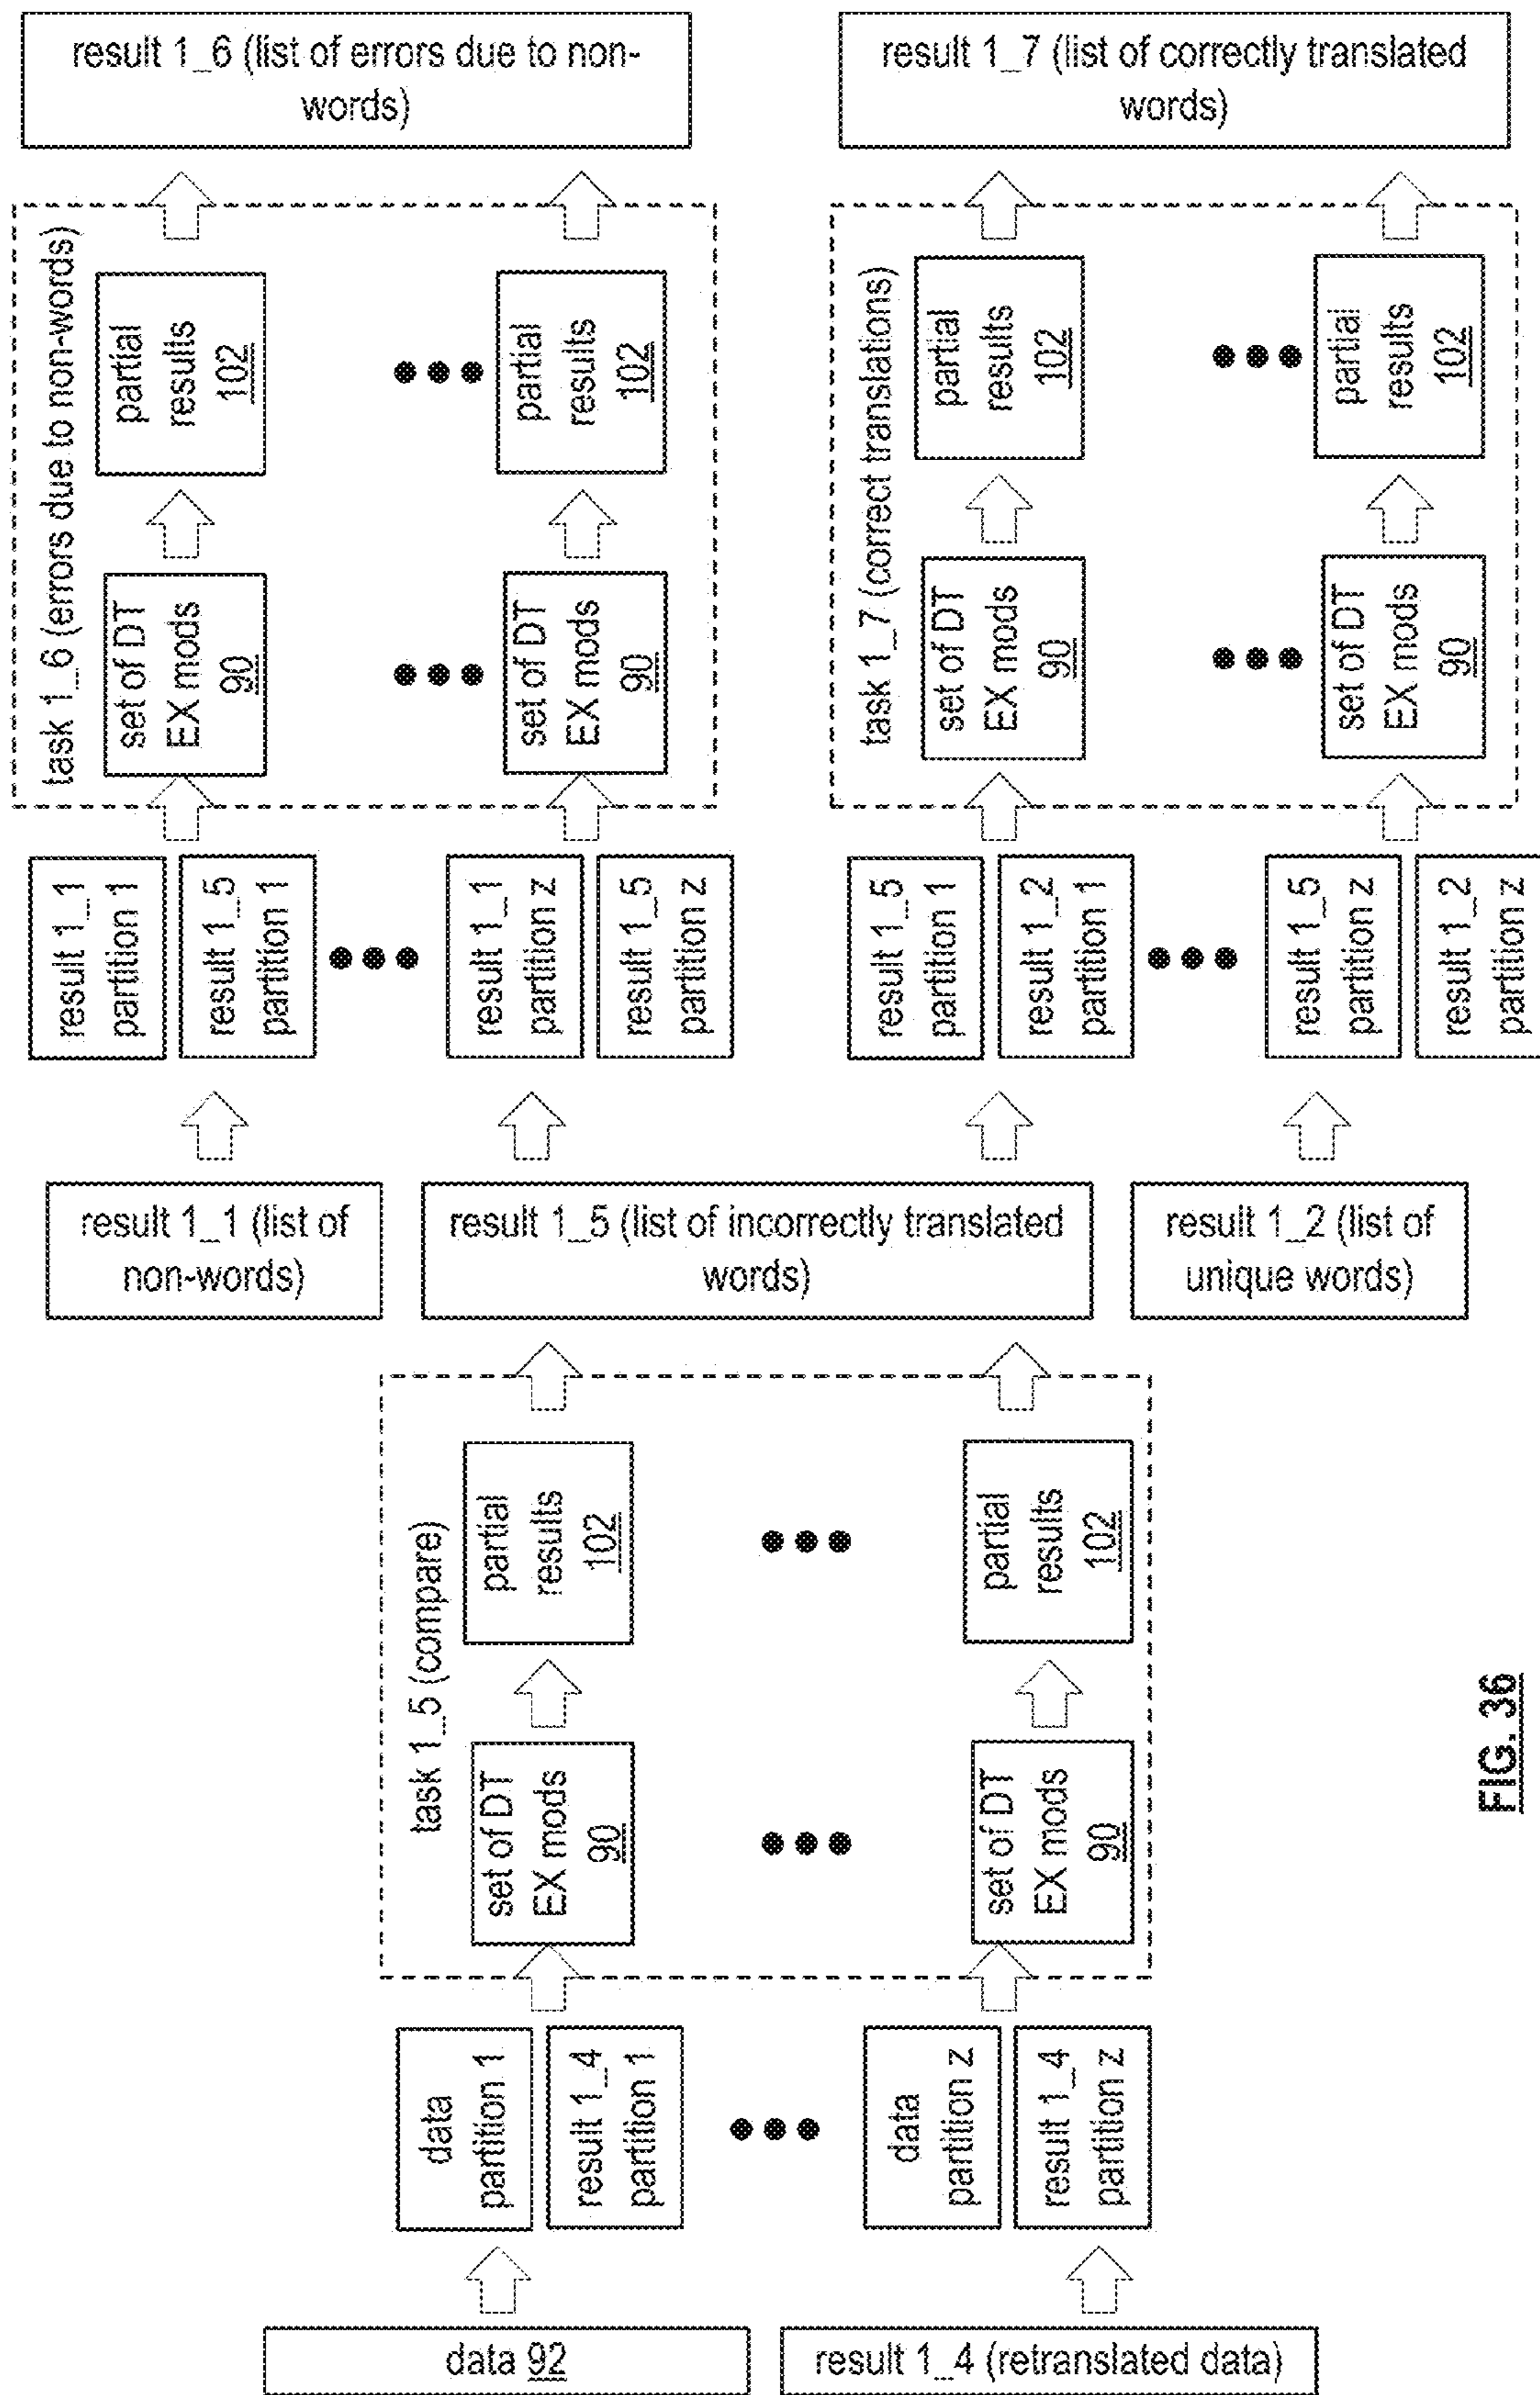 data 92
result 1_4 (retranslated data)
data
partition 1
result 1_4
partition 1
data
partition z
result 1_4
partition z
task 1_5 (compare)
set of DT
EX mods
90
partial
results
102
set of DT
EX mods
90
partial
results
102
result 1_1 (list of
non-words)
result 1_5 (list of incorrectly translated
words)
result 1_2 (list of
unique words)
result 1_1
partition 1
result 1_5
partition 1
result 1_1
partition z
result 1_5
partition z
result 1_5
partition 1
result 1_2
partition 1
result 1_5
partition z
result 1_2
partition z
task 1_6 (errors due to non-words)
set of DT
EX mods
90
partial
results
102
set of DT
EX mods
90
partial
results
102
task 1_7 (correct translations)
set of DT
EX mods
90
partial
results
102
set of DT
EX mods
90
partial
results
102
result 1_6 (list of errors due to non-
words)
result 1_7 (list of correctly translated
words)
FIG. 36